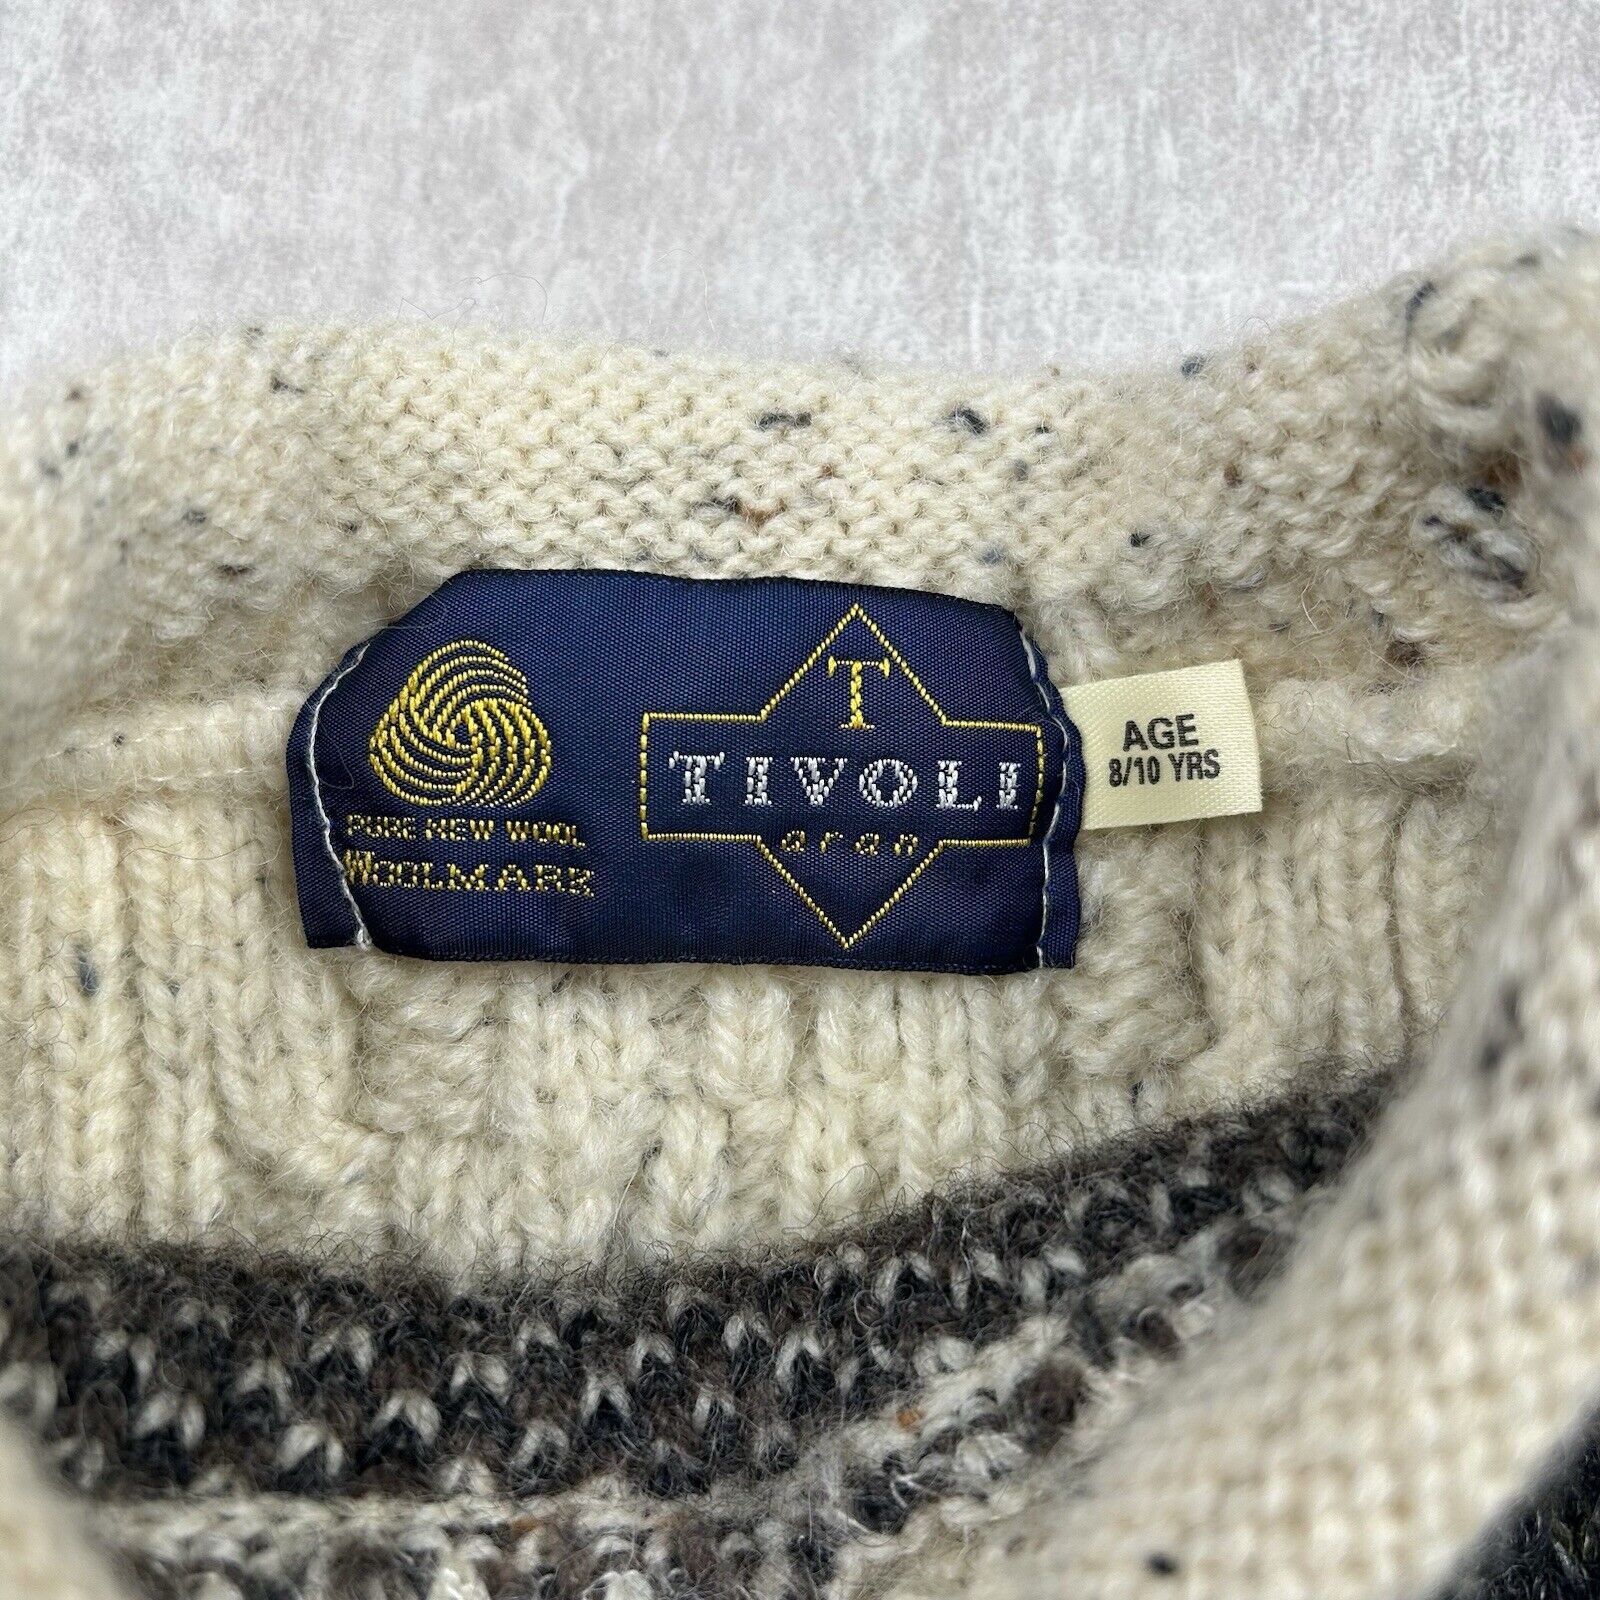 PURE NEW WOOL
WOOLMARK
T
TIVOLI
aran
AGE
8/10 YRS